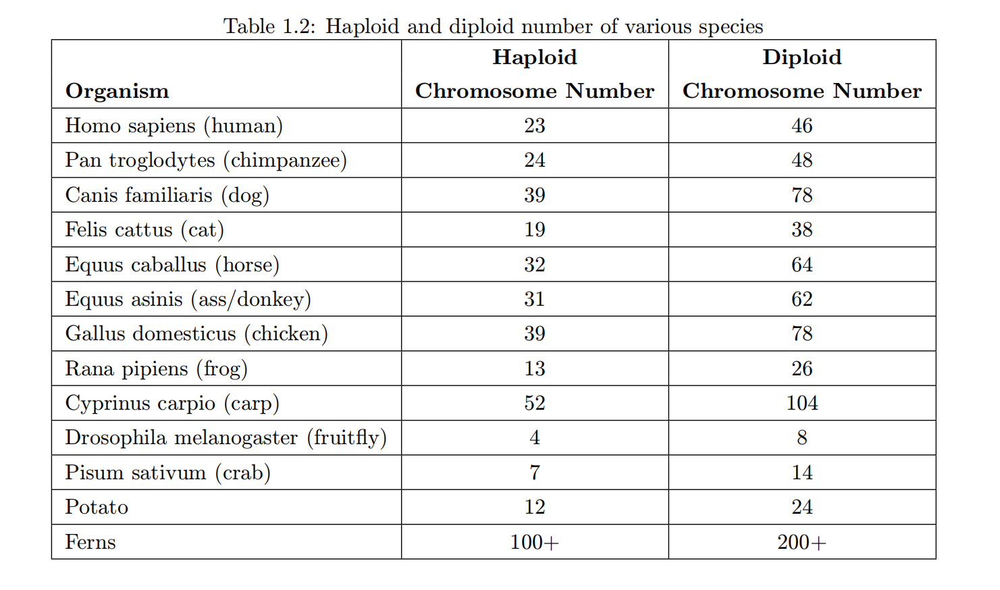 Table 1.2: Haploid and diploid number of various species
Organism Haploid Chromosome Number Diploid Chromosome Number
Homo sapiens (human) 23 46
Pan troglodytes (chimpanzee) 24 48
Canis familiaris (dog) 39 78
Felis cattus (cat) 19 38
Equus caballus (horse) 32 64
Equus asinis (ass/donkey) 31 62
Gallus domesticus (chicken) 39 78
Rana pipiens (frog) 13 26
Cyprinus carpio (carp) 52 104
Drosophila melanogaster (fruitfly) 4 8
Pisum sativum (crab) 7 14
Potato 12 24
Ferns 100+ 200+